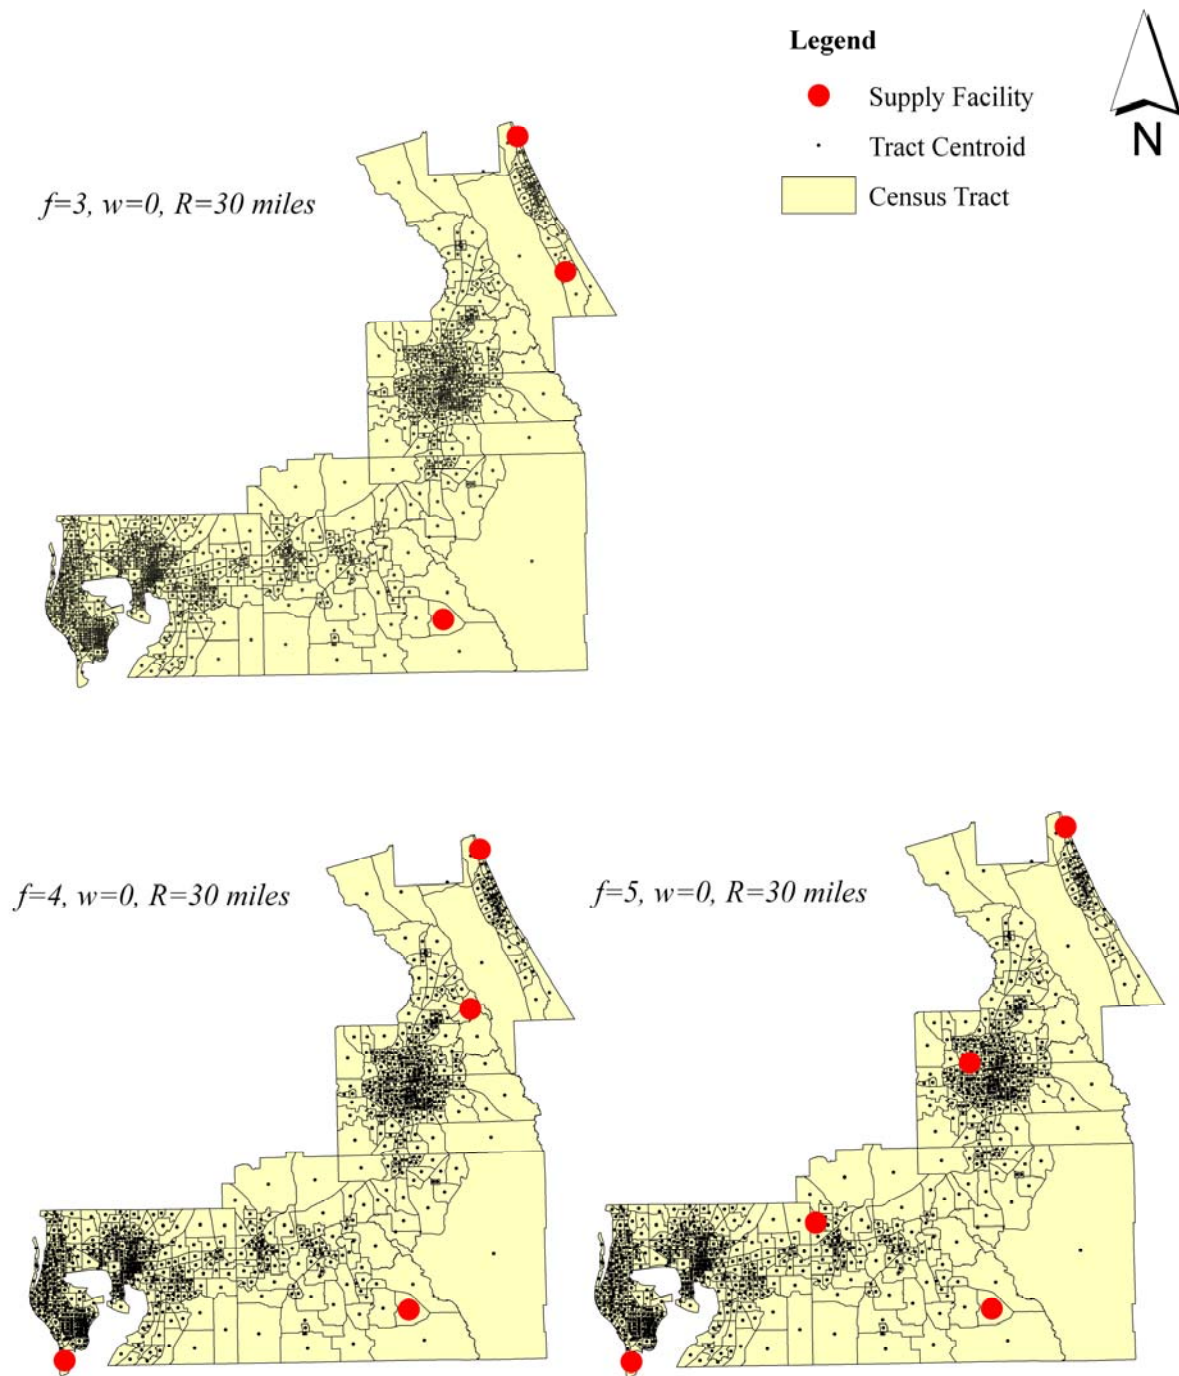 Legend
Supply Facility
Tract Centroid
Census Tract
N
f=3, w=0, R=30 miles
f=4, w=0, R=30 miles
f=5, w=0, R=30 miles